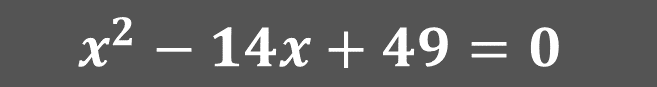 x² − 14x + 49 = 0